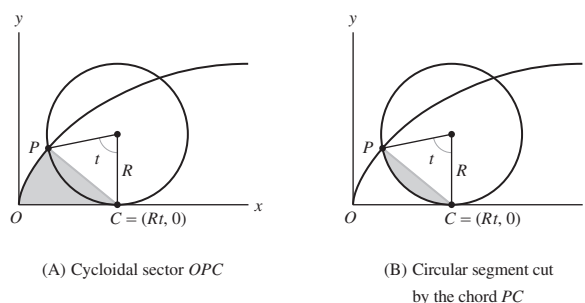 y
P
t
R
O
C = (Rt, 0)
x
(A) Cycloidal sector OPC
y
P
t
R
O
C = (Rt, 0)
x
(B) Circular segment cut
by the chord PC